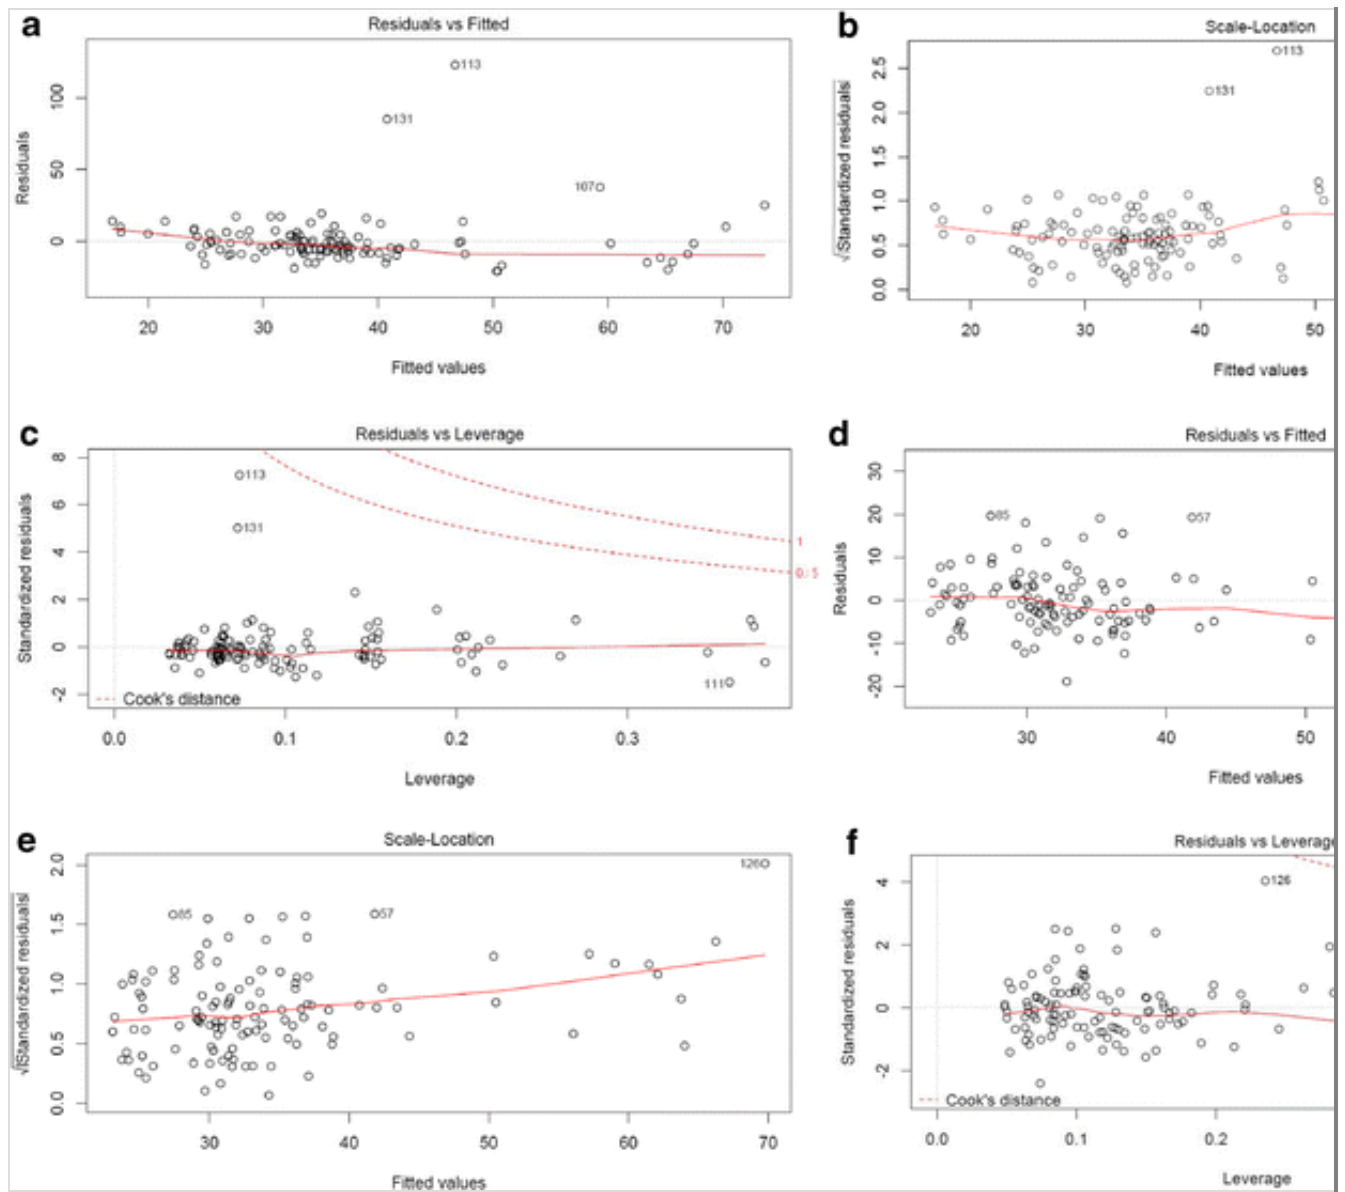 a
Residuals vs Fitted
113
131
107
Residuals
100
50
0
20 30 40 50 60 70
Fitted values
b
Scale-Location
113
131
√|Standardized residuals|
2.5
2.0
1.5
1.0
0.5
0.0
20 30 40 50
Fitted values
c
Residuals vs Leverage
113
131
111
1
0.5
Standardized residuals
8
6
4
2
0
-2
Cook's distance
0.0 0.1 0.2 0.3
Leverage
d
Residuals vs Fitted
85
57
Residuals
30
20
10
0
-10
-20
30 40 50
Fitted values
e
Scale-Location
126
85
57
√|Standardized residuals|
2.0
1.5
1.0
0.5
0.0
30 40 50 60 70
Fitted values
f
Residuals vs Leverage
126
Standardized residuals
4
2
0
-2
Cook's distance
0.0 0.1 0.2
Leverage